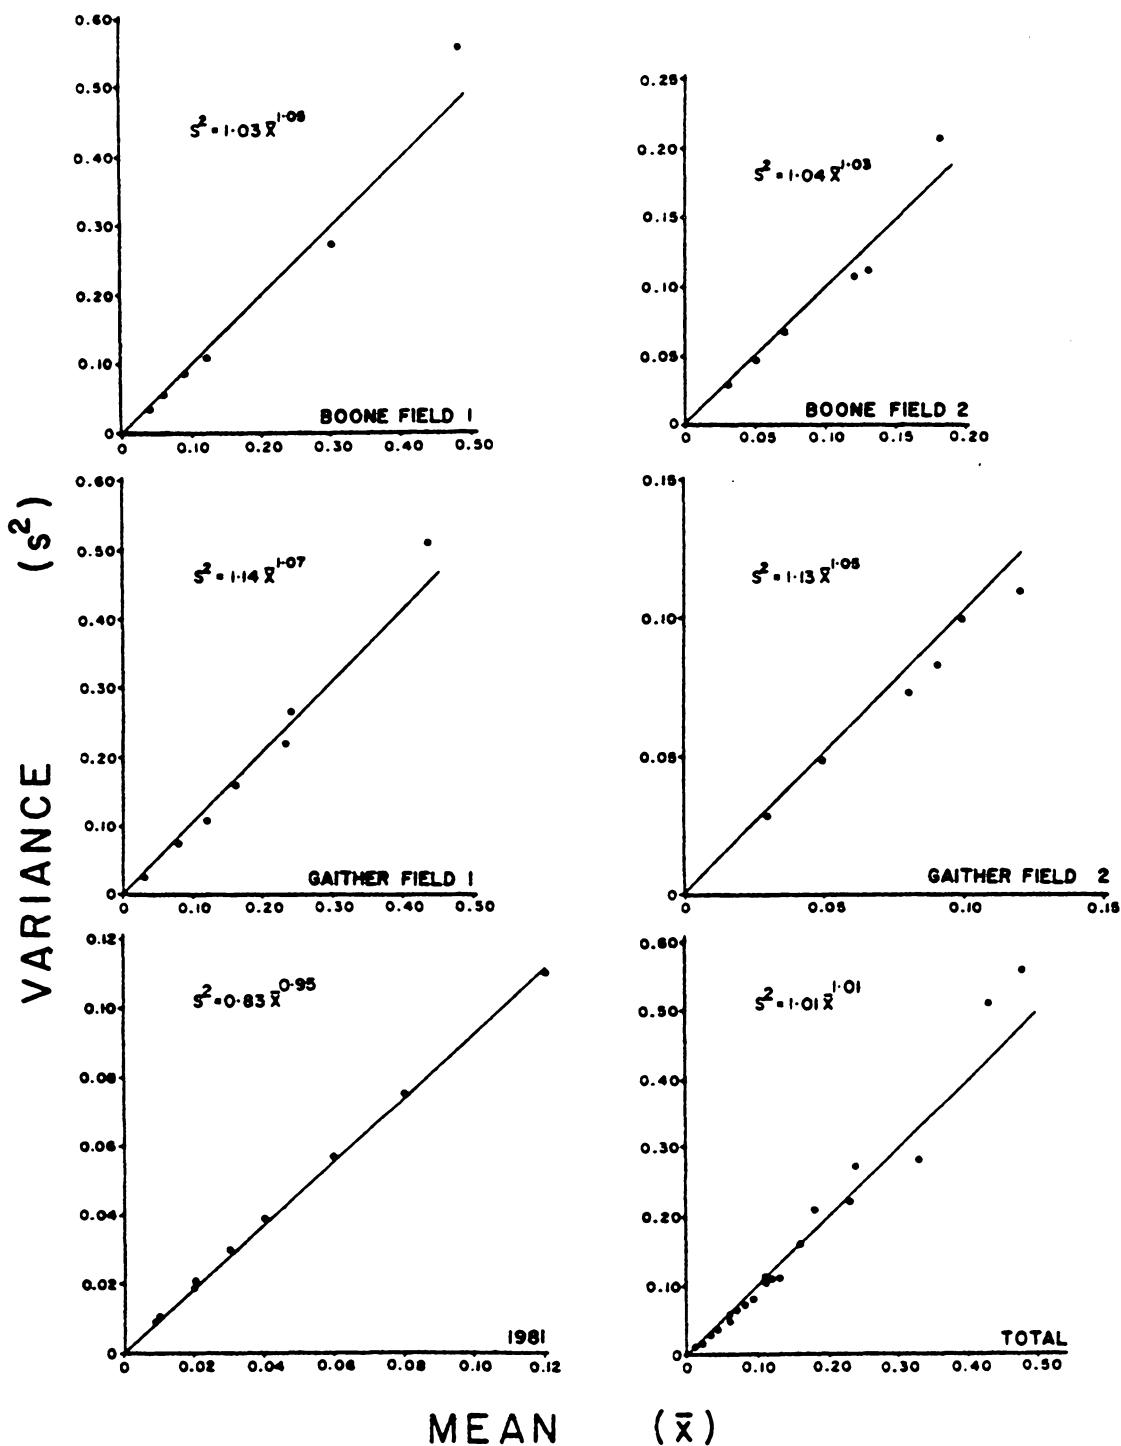 VARIANCE (s²)
0.60
0.50
0.40
0.30
0.20
0.10
0
S² = 1.03 x̄^1.05
BOONE FIELD 1
0 0.10 0.20 0.30 0.40 0.50
0.25
0.20
0.15
0.10
0.05
0
S² = 1.04 x̄^1.03
BOONE FIELD 2
0 0.05 0.10 0.15 0.20
0.60
0.50
0.40
0.30
0.20
0.10
0
S² = 1.14 x̄^1.07
GAITHER FIELD 1
0 0.10 0.20 0.30 0.40 0.50
0.15
0.10
0.05
0
S² = 1.13 x̄^1.05
GAITHER FIELD 2
0 0.05 0.10 0.15
0.12
0.10
0.08
0.06
0.04
0.02
0
S² = 0.83 x̄^0.95
1981
0 0.02 0.04 0.06 0.08 0.10 0.12
0.60
0.50
0.40
0.30
0.20
0.10
0
S² = 1.01 x̄^1.01
TOTAL
0 0.10 0.20 0.30 0.40 0.50
MEAN (x̄)